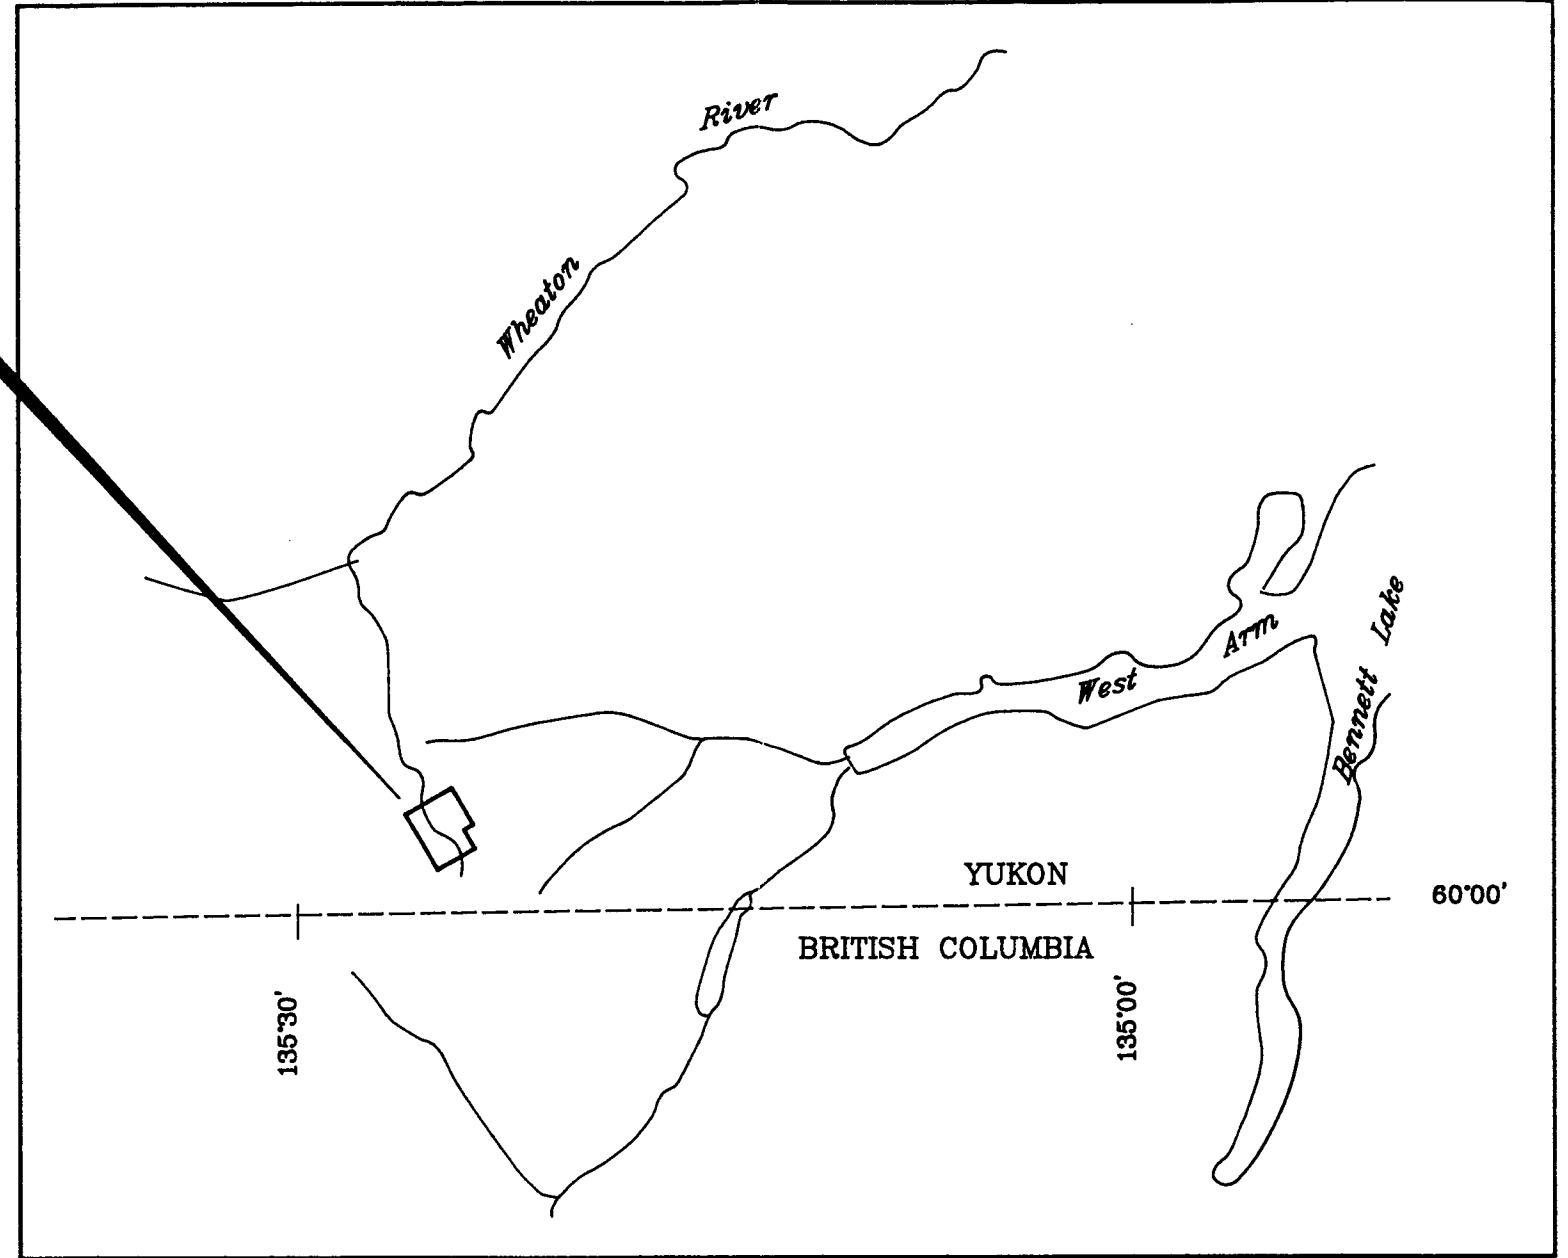 River
Wheaton
Arm
West
Bennett Lake
YUKON
60°00'
BRITISH COLUMBIA
135°30'
135°00'